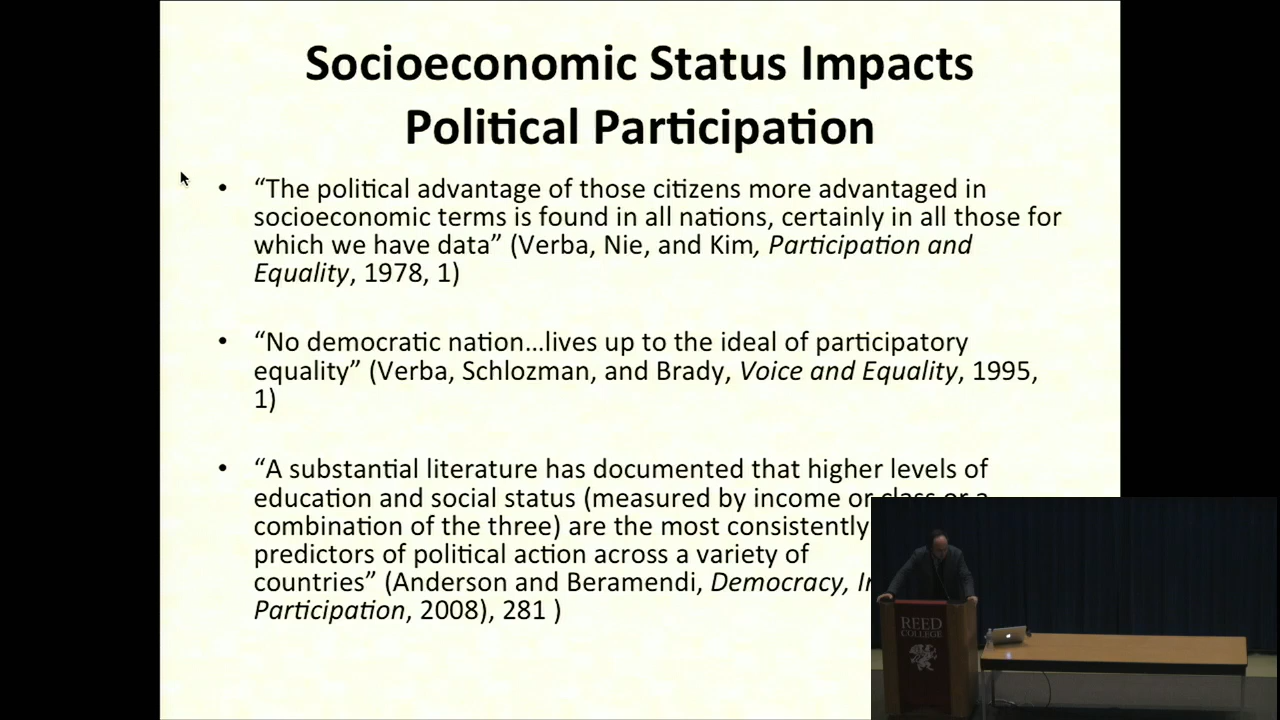 Socioeconomic Status Impacts
Political Participation
• “The political advantage of those citizens more advantaged in
socioeconomic terms is found in all nations, certainly in all those for
which we have data” (Verba, Nie, and Kim, Participation and
Equality, 1978, 1)
• “No democratic nation...lives up to the ideal of participatory
equality” (Verba, Schlozman, and Brady, Voice and Equality, 1995,
1)
• “A substantial literature has documented that higher levels of
education and social status (measured by income or class or a
combination of the three) are the most consistently
predictors of political action across a variety of
countries” (Anderson and Beramendi, Democracy,
Participation, 2008), 281 )
REED
COLLEGE